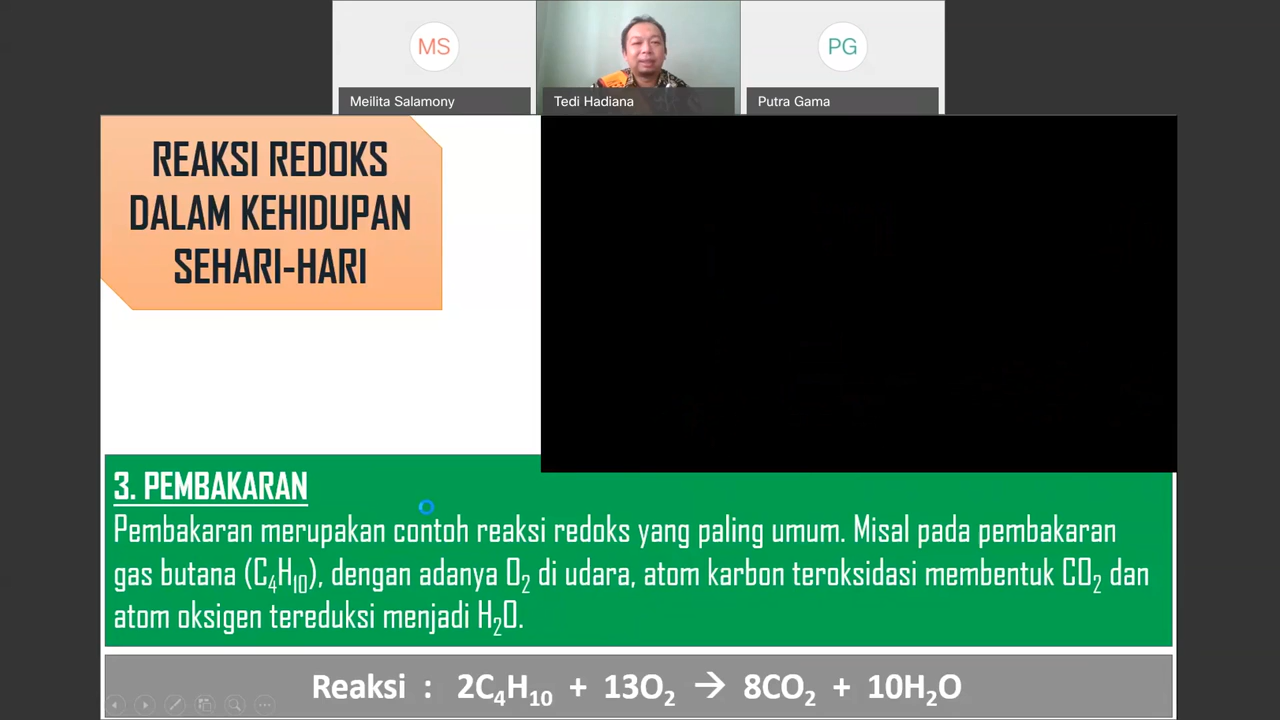 MS
PG
Meilita Salamony
Tedi Hadiana
Putra Gama
REAKSI REDOKS
DALAM KEHIDUPAN
SEHARI-HARI
3. PEMBAKARAN
Pembakaran merupakan contoh reaksi redoks yang paling umum. Misal pada pembakaran
gas butana (C₄H₁₀), dengan adanya O₂ di udara, atom karbon teroksidasi membentuk CO₂ dan
atom oksigen tereduksi menjadi H₂O.
Reaksi : 2C₄H₁₀ + 13O₂ → 8CO₂ + 10H₂O